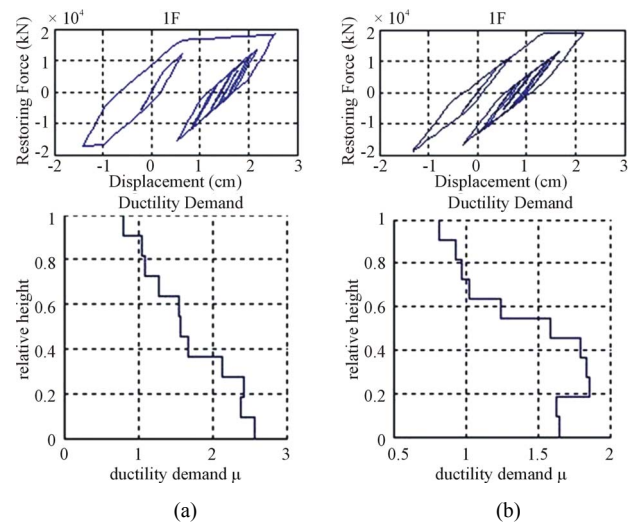 × 10⁴ 1F
Restoring Force (kN)
2
1
0
-1
-2
-2 -1 0 1 2 3
Displacement (cm)
Ductility Demand
relative height
1
0.8
0.6
0.4
0.2
0
0 1 2 3
ductility demand μ
(a)
× 10⁴ 1F
Restoring Force (kN)
2
1
0
-1
-2
-2 -1 0 1 2 3
Displacement (cm)
Ductility Demand
relative height
1
0.8
0.6
0.4
0.2
0
0.5 1 1.5 2
ductility demand μ
(b)